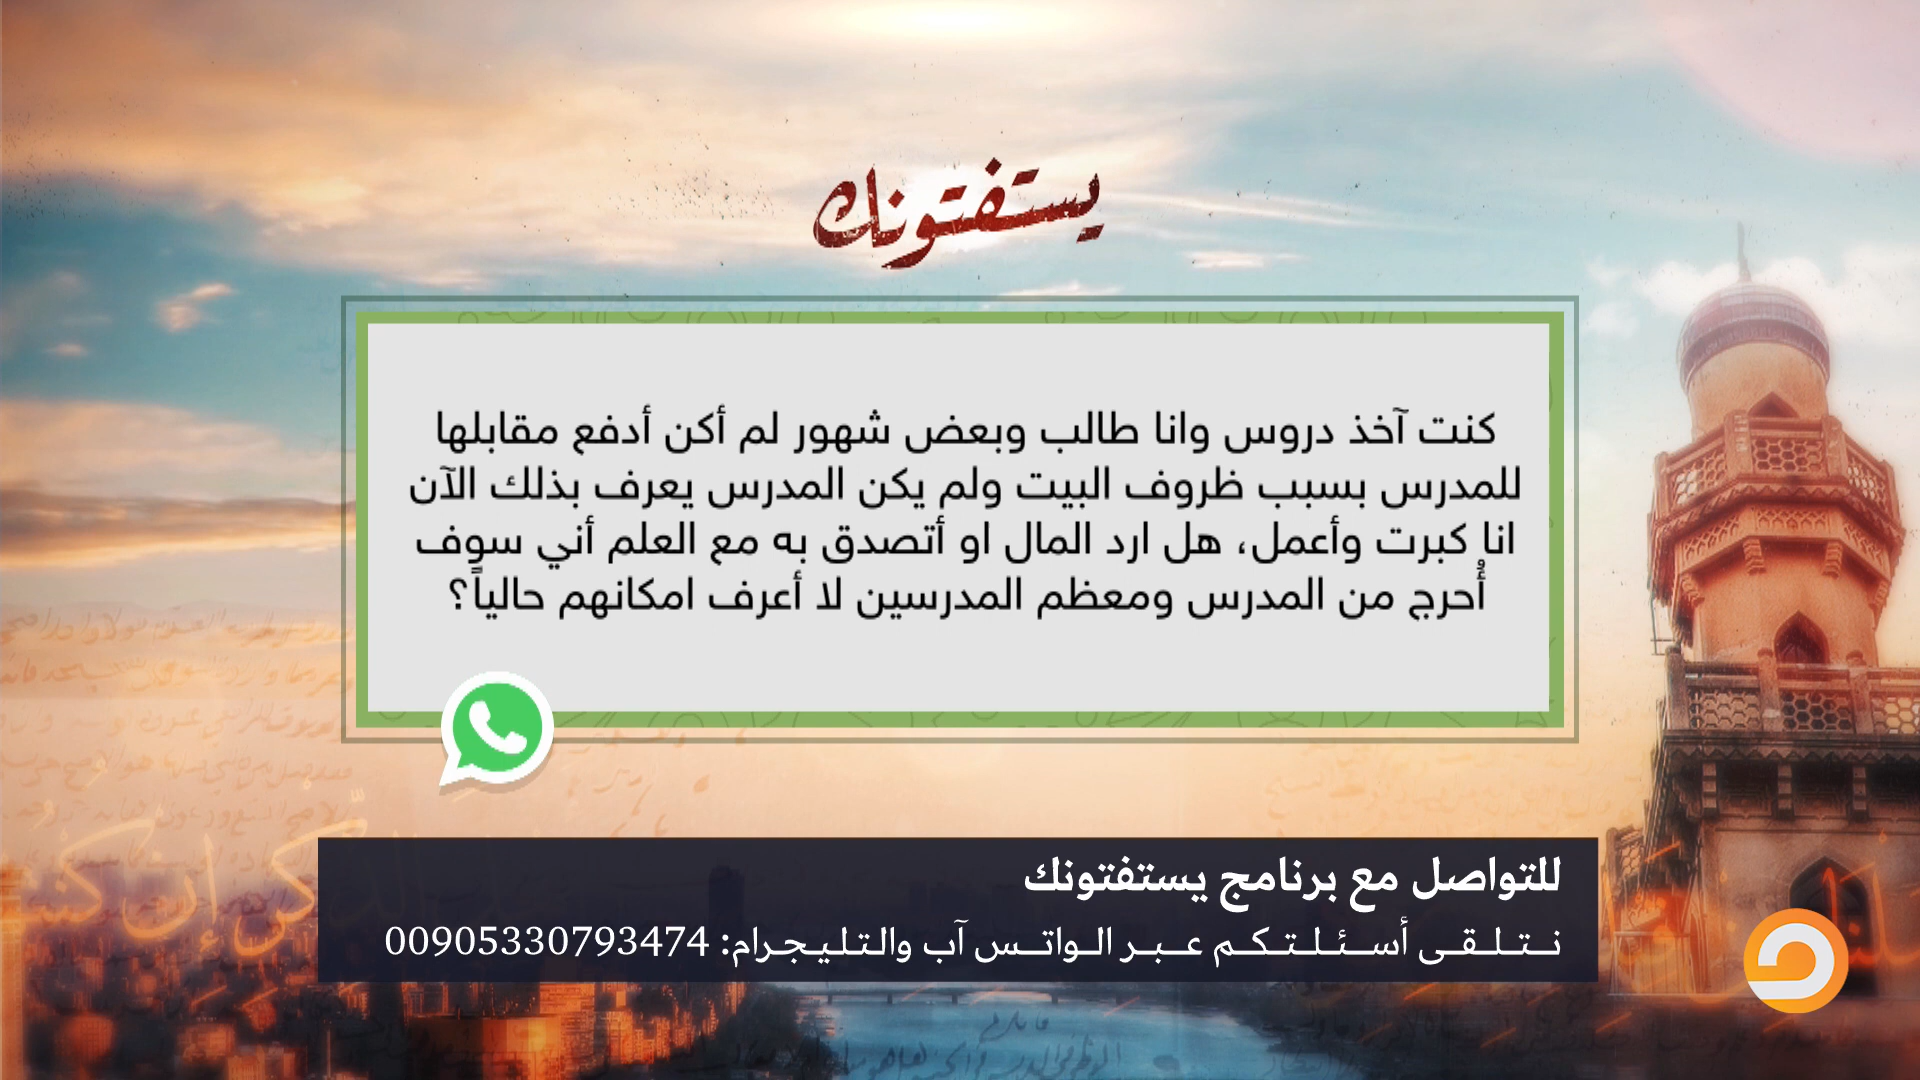 يستفتونك
كنت آخذ دروس وانا طالب وبعض شهور لم أكن أدفع مقابلها
للمدرس بسبب ظروف البيت ولم يكن المدرس يعرف بذلك الآن
انا كبرت وأعمل، هل ارد المال او أتصدق به مع العلم أني سوف
أُحرج من المدرس ومعظم المدرسين لا أعرف امكانهم حالياً؟
للتواصل مع برنامج يستفتونك
نـتـلـقـى أسـئـلـتـكـم عـبـر الـواتـس آب والـتـلـيـجـرام: 00905330793474